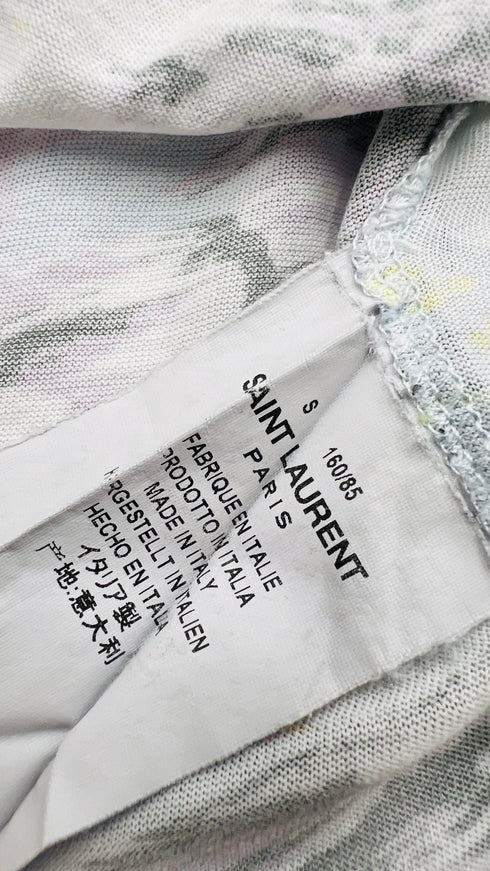 S 160/85
SAINT LAURENT
PARIS
FABRIQUE EN ITALIE
PRODOTTO IN ITALIA
MADE IN ITALY
HERGESTELLT IN ITALIEN
HECHO EN ITALIA
イタリア製
产地:意大利